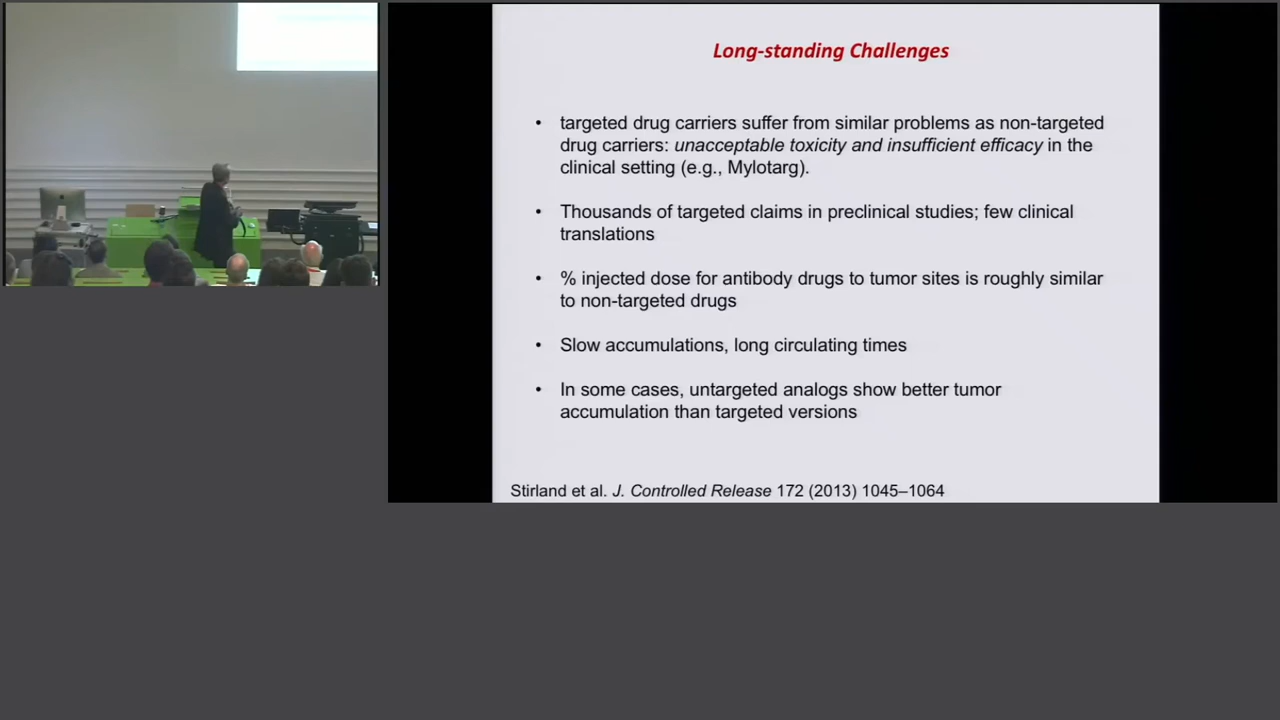 Long-standing Challenges
• targeted drug carriers suffer from similar problems as non-targeted
drug carriers: unacceptable toxicity and insufficient efficacy in the
clinical setting (e.g., Mylotarg).
• Thousands of targeted claims in preclinical studies; few clinical
translations
• % injected dose for antibody drugs to tumor sites is roughly similar
to non-targeted drugs
• Slow accumulations, long circulating times
• In some cases, untargeted analogs show better tumor
accumulation than targeted versions
Stirland et al. J. Controlled Release 172 (2013) 1045–1064